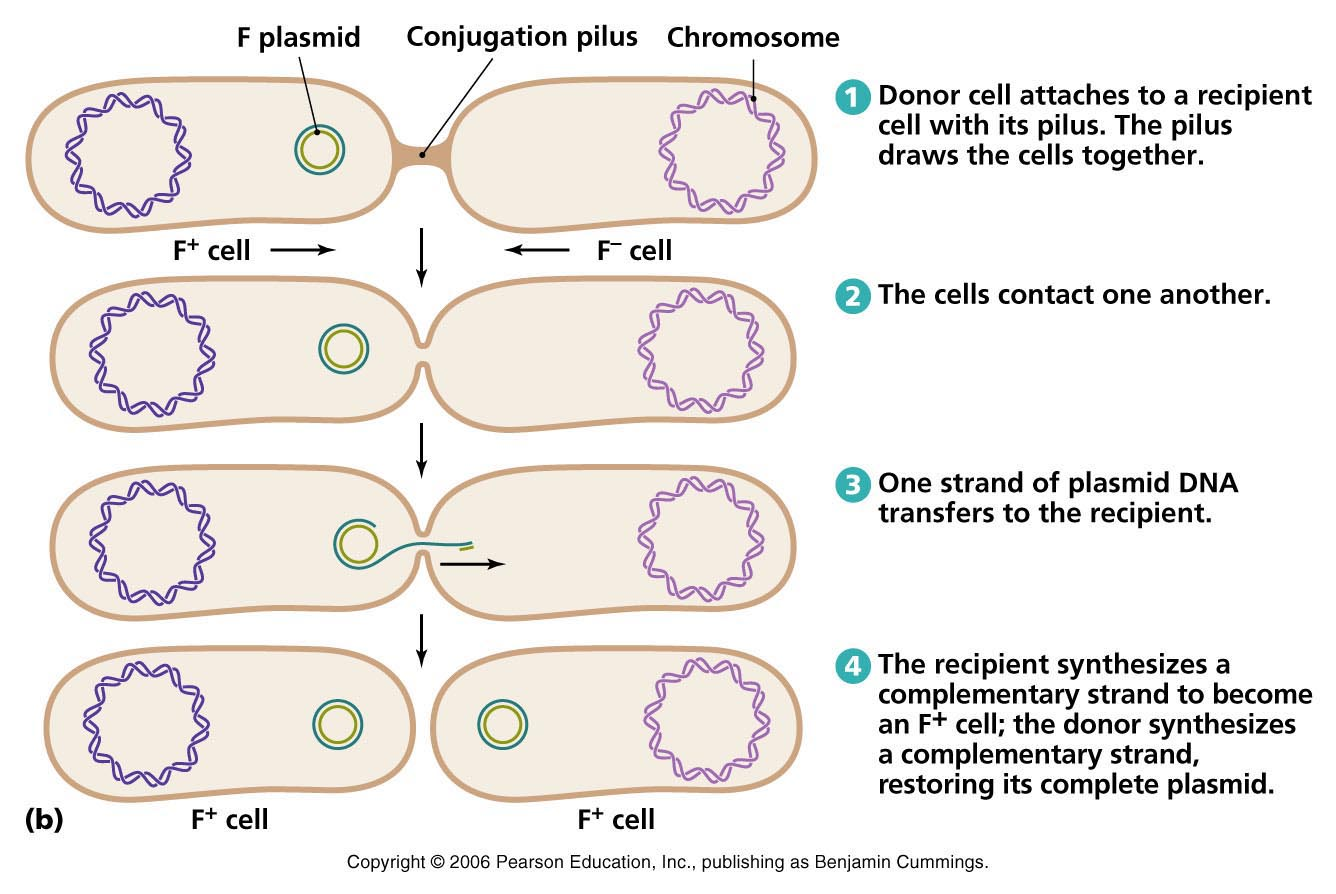 F plasmid
Conjugation pilus
Chromosome
1 Donor cell attaches to a recipient
cell with its pilus. The pilus
draws the cells together.
F+ cell
F– cell
2 The cells contact one another.
3 One strand of plasmid DNA
transfers to the recipient.
4 The recipient synthesizes a
complementary strand to become
an F+ cell; the donor synthesizes
a complementary strand,
restoring its complete plasmid.
(b)
F+ cell
F+ cell
Copyright © 2006 Pearson Education, Inc., publishing as Benjamin Cummings.